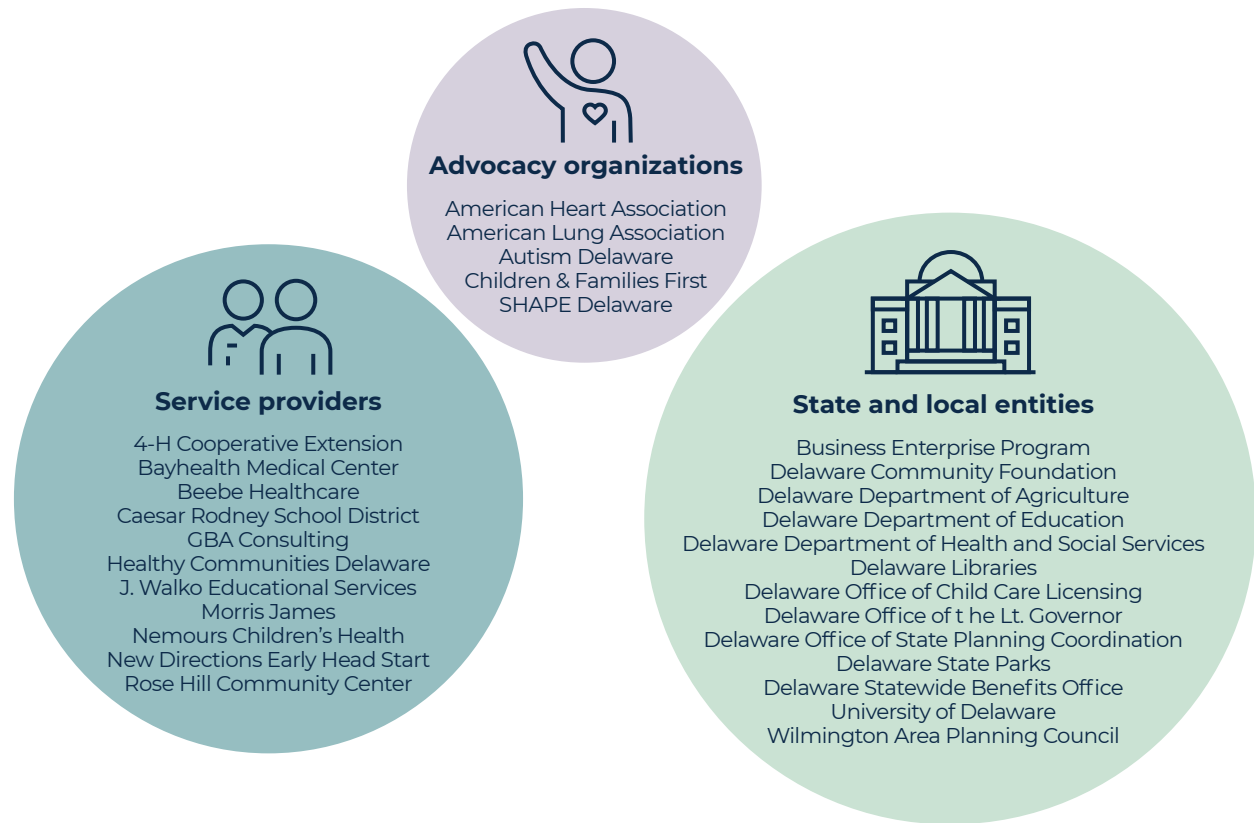 Advocacy organizations
American Heart Association
American Lung Association
Autism Delaware
Children & Families First
SHAPE Delaware
Service providers
4-H Cooperative Extension
Bayhealth Medical Center
Beebe Healthcare
Caesar Rodney School District
GBA Consulting
Healthy Communities Delaware
J. Walko Educational Services
Morris James
Nemours Children’s Health
New Directions Early Head Start
Rose Hill Community Center
State and local entities
Business Enterprise Program
Delaware Community Foundation
Delaware Department of Agriculture
Delaware Department of Education
Delaware Department of Health and Social Services
Delaware Libraries
Delaware Office of Child Care Licensing
Delaware Office of t he Lt. Governor
Delaware Office of State Planning Coordination
Delaware State Parks
Delaware Statewide Benefits Office
University of Delaware
Wilmington Area Planning Council